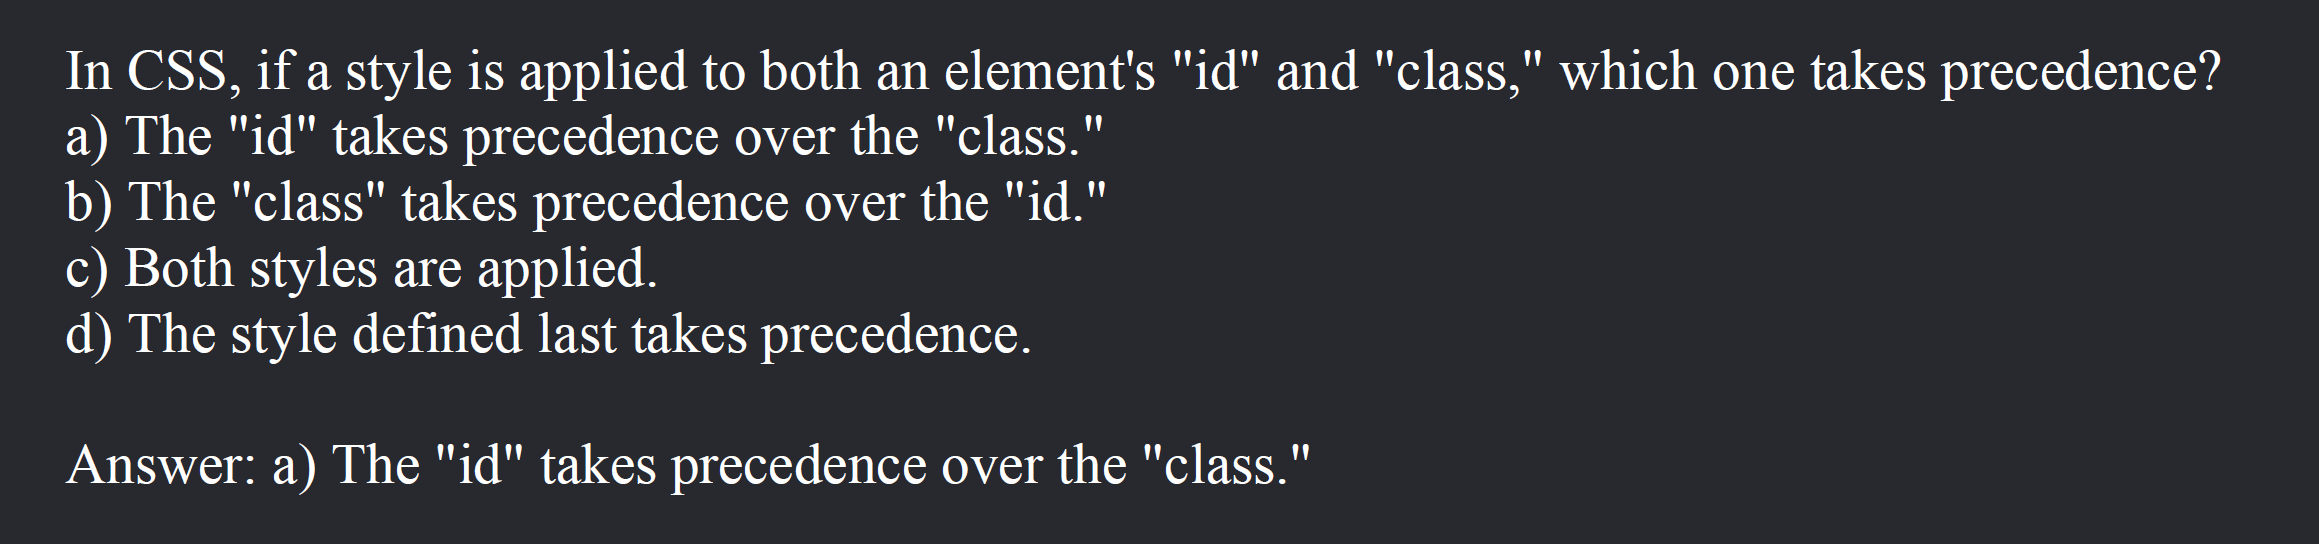 In CSS, if a style is applied to both an element's "id" and "class," which one takes precedence?
a) The "id" takes precedence over the "class."
b) The "class" takes precedence over the "id."
c) Both styles are applied.
d) The style defined last takes precedence.
Answer: a) The "id" takes precedence over the "class."